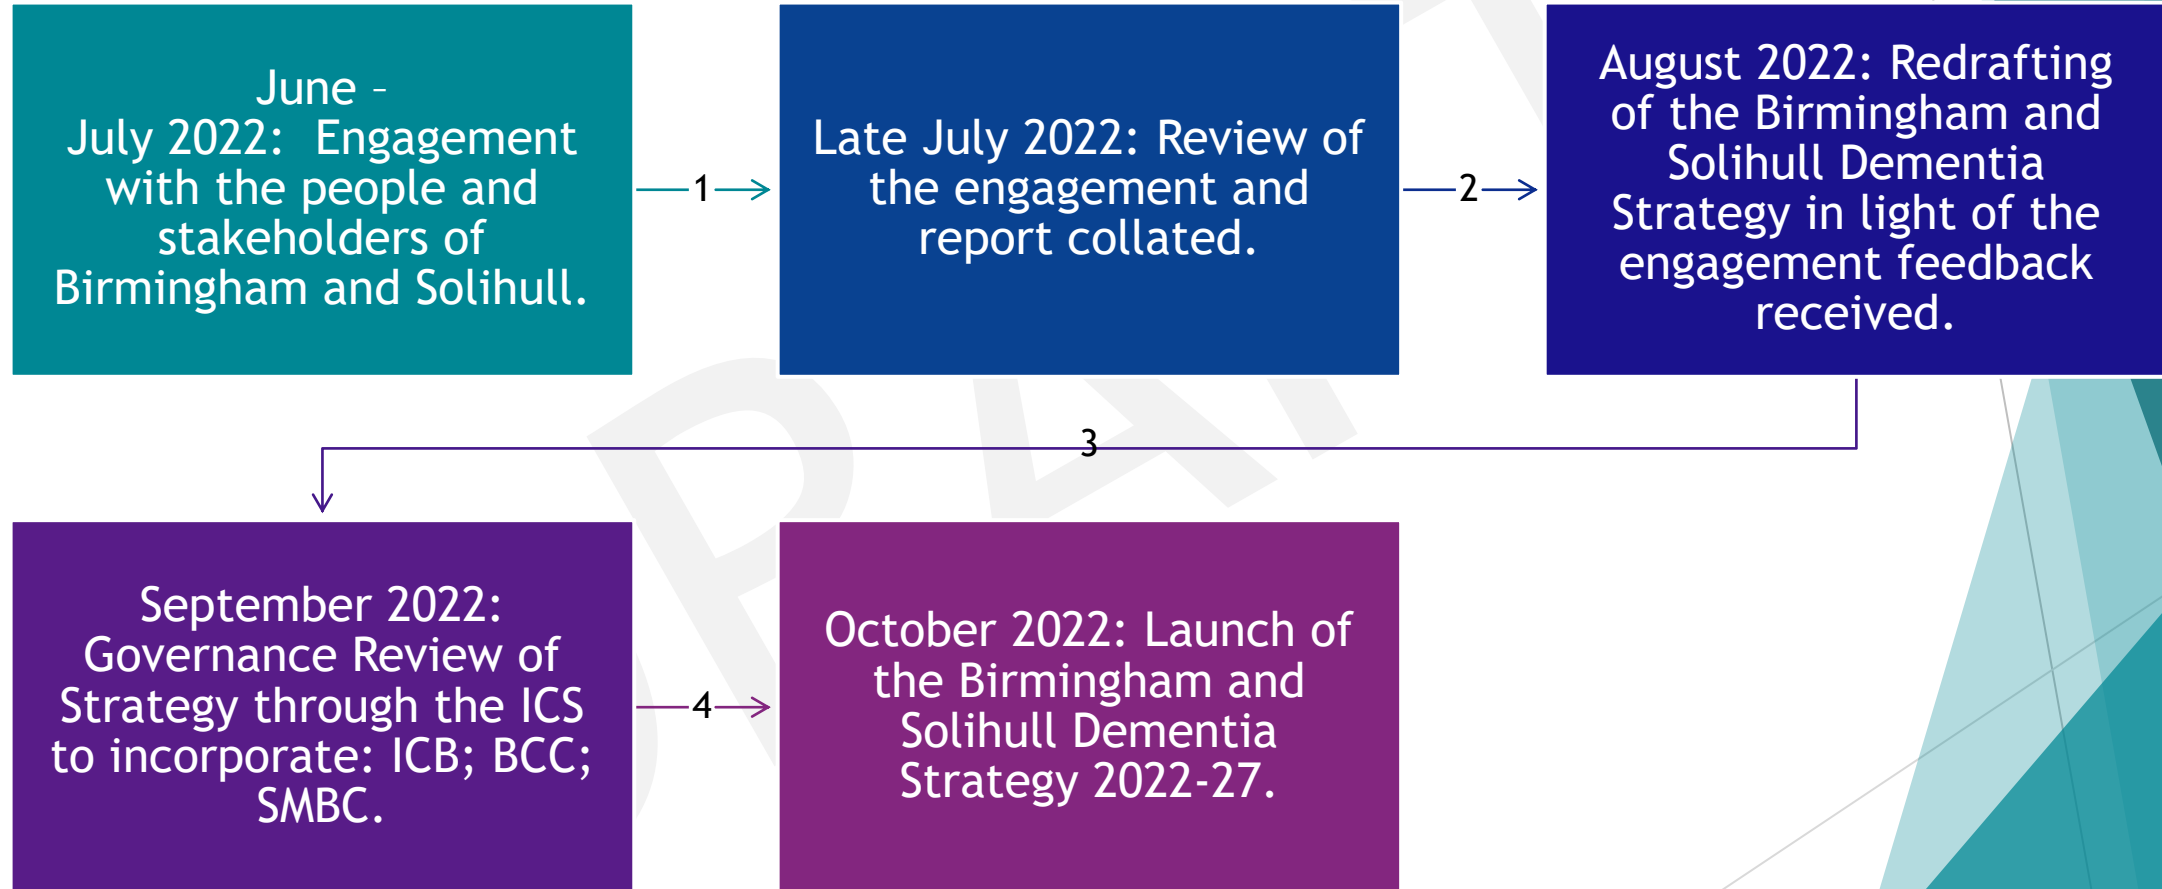 June –
July 2022:  Engagement
with the people and
stakeholders of
Birmingham and Solihull.
1
Late July 2022: Review of
the engagement and
report collated.
2
August 2022: Redrafting
of the Birmingham and
Solihull Dementia
Strategy in light of the
engagement feedback
received.
3
September 2022:
Governance Review of
Strategy through the ICS
to incorporate: ICB; BCC;
SMBC.
4
October 2022: Launch of
the Birmingham and
Solihull Dementia
Strategy 2022-27.
DRAFT